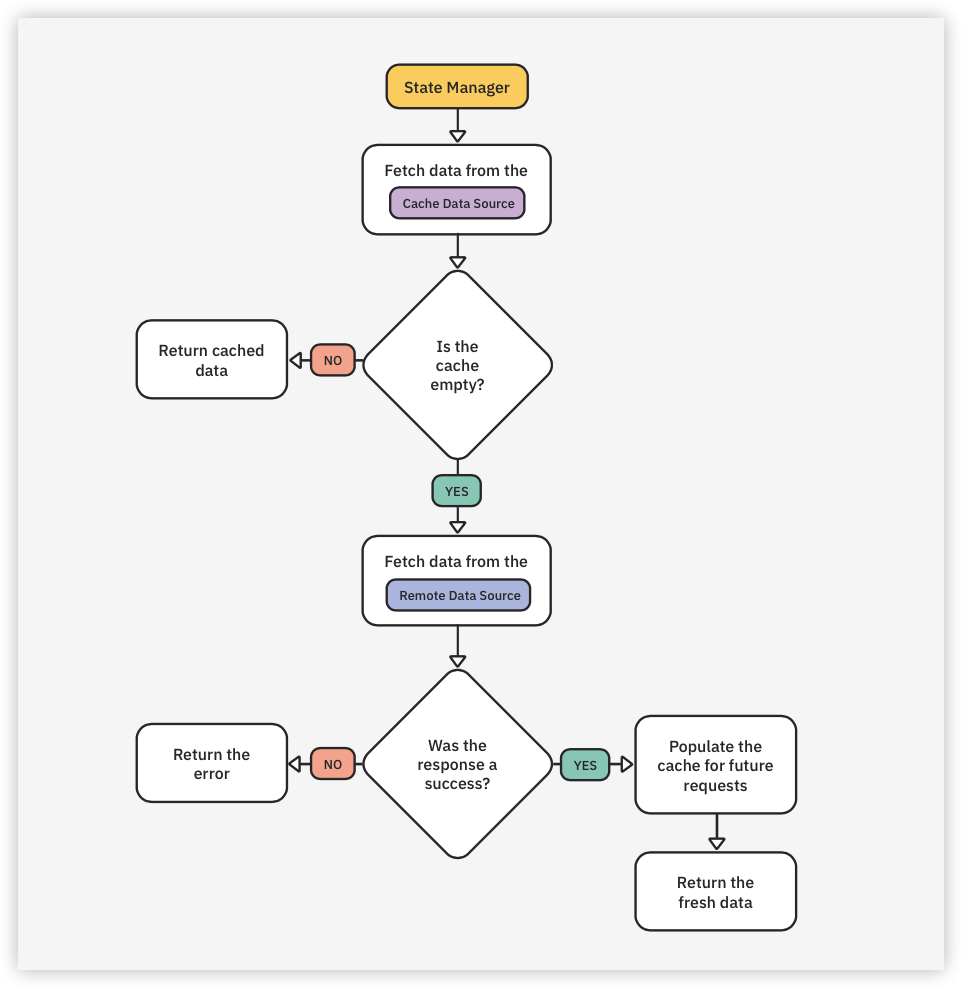 State Manager
Fetch data from the
Cache Data Source
Is the
cache
empty?
NO
Return cached
data
YES
Fetch data from the
Remote Data Source
Was the
response a
success?
NO
Return the
error
YES
Populate the
cache for future
requests
Return the
fresh data